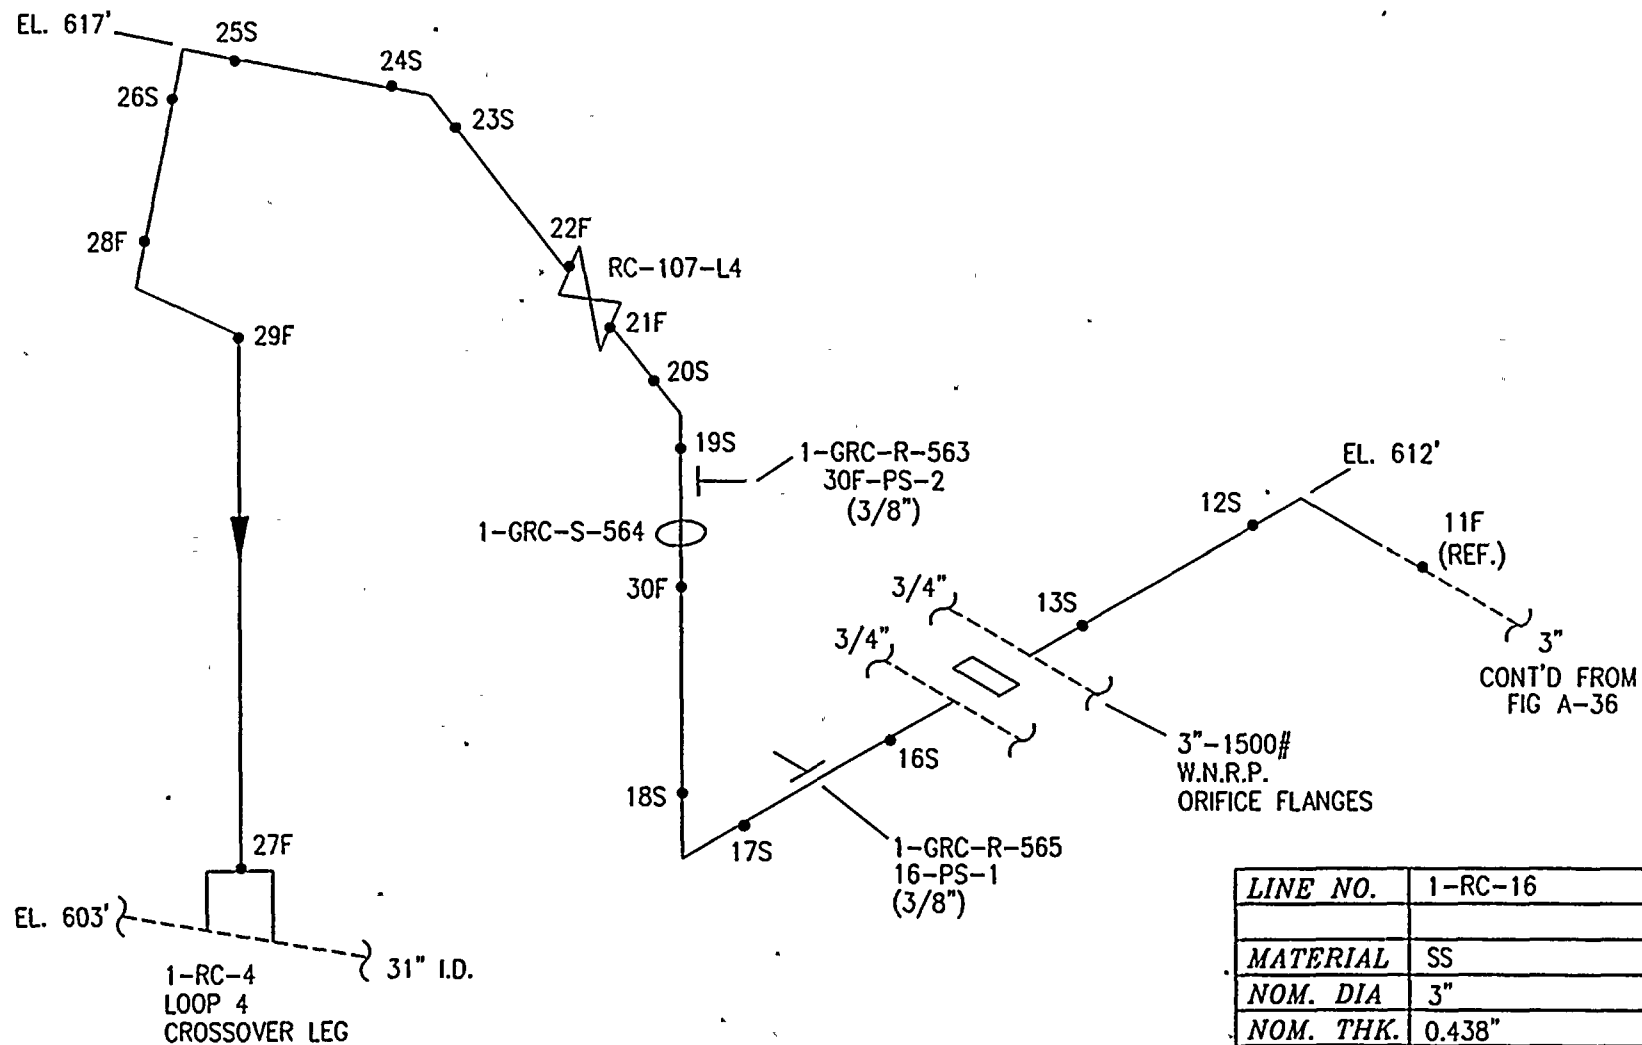 EL. 617'
25S
24S
26S
23S
28F
22F
RC-107-L4
29F
21F
20S
19S
1-GRC-R-563
30F-PS-2
(3/8")
1-GRC-S-564
30F
EL. 612'
12S
11F
(REF.)
3/4"
13S
3/4"
3"
CONT'D FROM
FIG A-36
16S
3"-1500#
W.N.R.P.
ORIFICE FLANGES
18S
17S
1-GRC-R-565
16-PS-1
(3/8")
27F
EL. 603'
31" I.D.
1-RC-4
LOOP 4
CROSSOVER LEG
LINE NO. 1-RC-16
MATERIAL SS
NOM. DIA 3"
NOM. THK. 0.438"